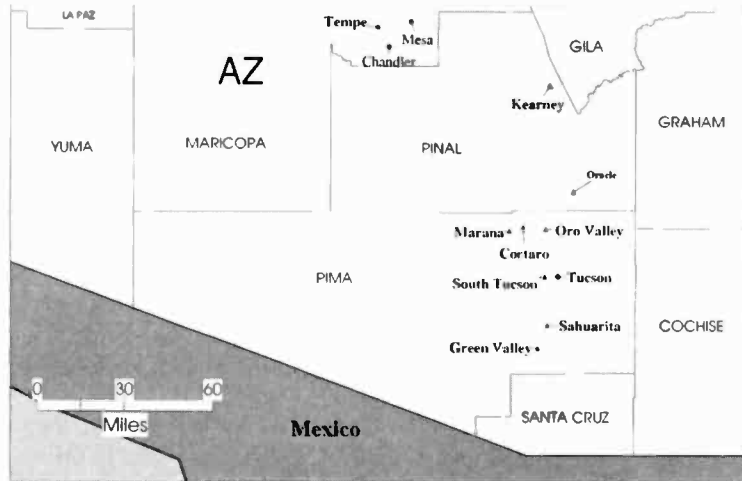 LA PAZ
Tempe
Mesa
Chandler
AZ
GILA
Kearney
GRAHAM
YUMA
MARICOPA
PINAL
Oracle
Marana
Oro Valley
Cortaro
PIMA
South Tucson
Tucson
Sahuarita
COCHISE
Green Valley
0 30 60
Miles
SANTA CRUZ
Mexico